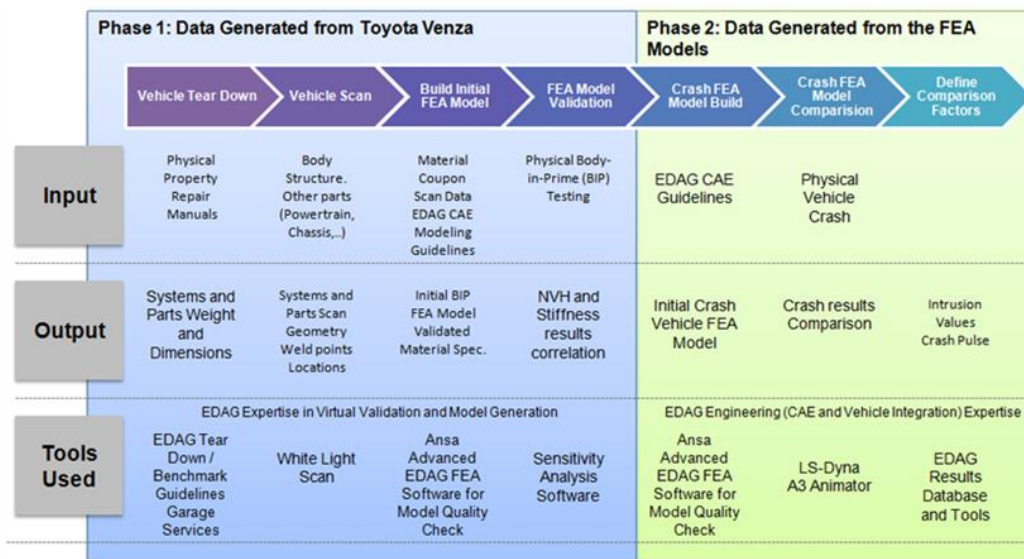 Phase 1: Data Generated from Toyota Venza
Phase 2: Data Generated from the FEA
Models
Vehicle Tear Down
Vehicle Scan
Build Initial
FEA Model
FEA Model
Validation
Crash FEA
Model Build
Crash FEA
Model
Comparision
Define
Comparison
Factors
Input
Physical
Property
Repair
Manuals
Body
Structure.
Other parts
(Powertrain,
Chassis,..)
Material
Coupon
Scan Data
EDAG CAE
Modeling
Guidelines
Physical Body-
in-Prime (BIP)
Testing
EDAG CAE
Guidelines
Physical
Vehicle
Crash
Output
Systems and
Parts Weight
and
Dimensions
Systems and
Parts Scan
Geometry
Weld points
Locations
Initial BIP
FEA Model
Validated
Material Spec.
NVH and
Stiffness
results
correlation
Initial Crash
Vehicle FEA
Model
Crash results
Comparison
Intrusion
Values
Crash Pulse
EDAG Expertise in Virtual Validation and Model Generation
EDAG Engineering (CAE and Vehicle Integration) Expertise
Tools
Used
EDAG Tear
Down /
Benchmark
Guidelines
Garage
Services
White Light
Scan
Ansa
Advanced
EDAG FEA
Software for
Model Quality
Check
Sensitivity
Analysis
Software
Ansa
Advanced
EDAG FEA
Software for
Model Quality
Check
LS-Dyna
A3 Animator
EDAG
Results
Database
and Tools